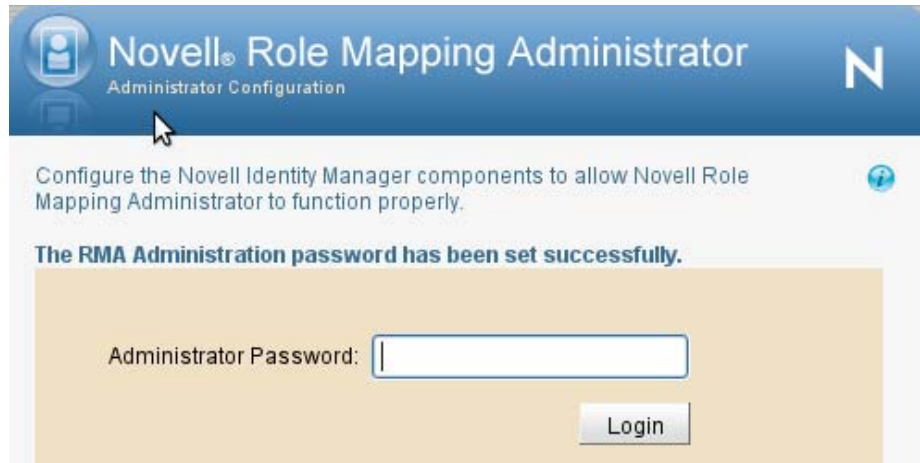 Novell® Role Mapping Administrator
Administrator Configuration
N
Configure the Novell Identity Manager components to allow Novell Role
Mapping Administrator to function properly.
i
The RMA Administration password has been set successfully.
Administrator Password:
Login